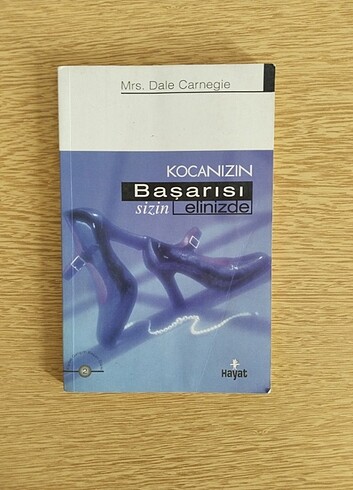 Mrs. Dale Carnegie
KOCANIZIN
Başarısı
sizin elinizde
Hayat